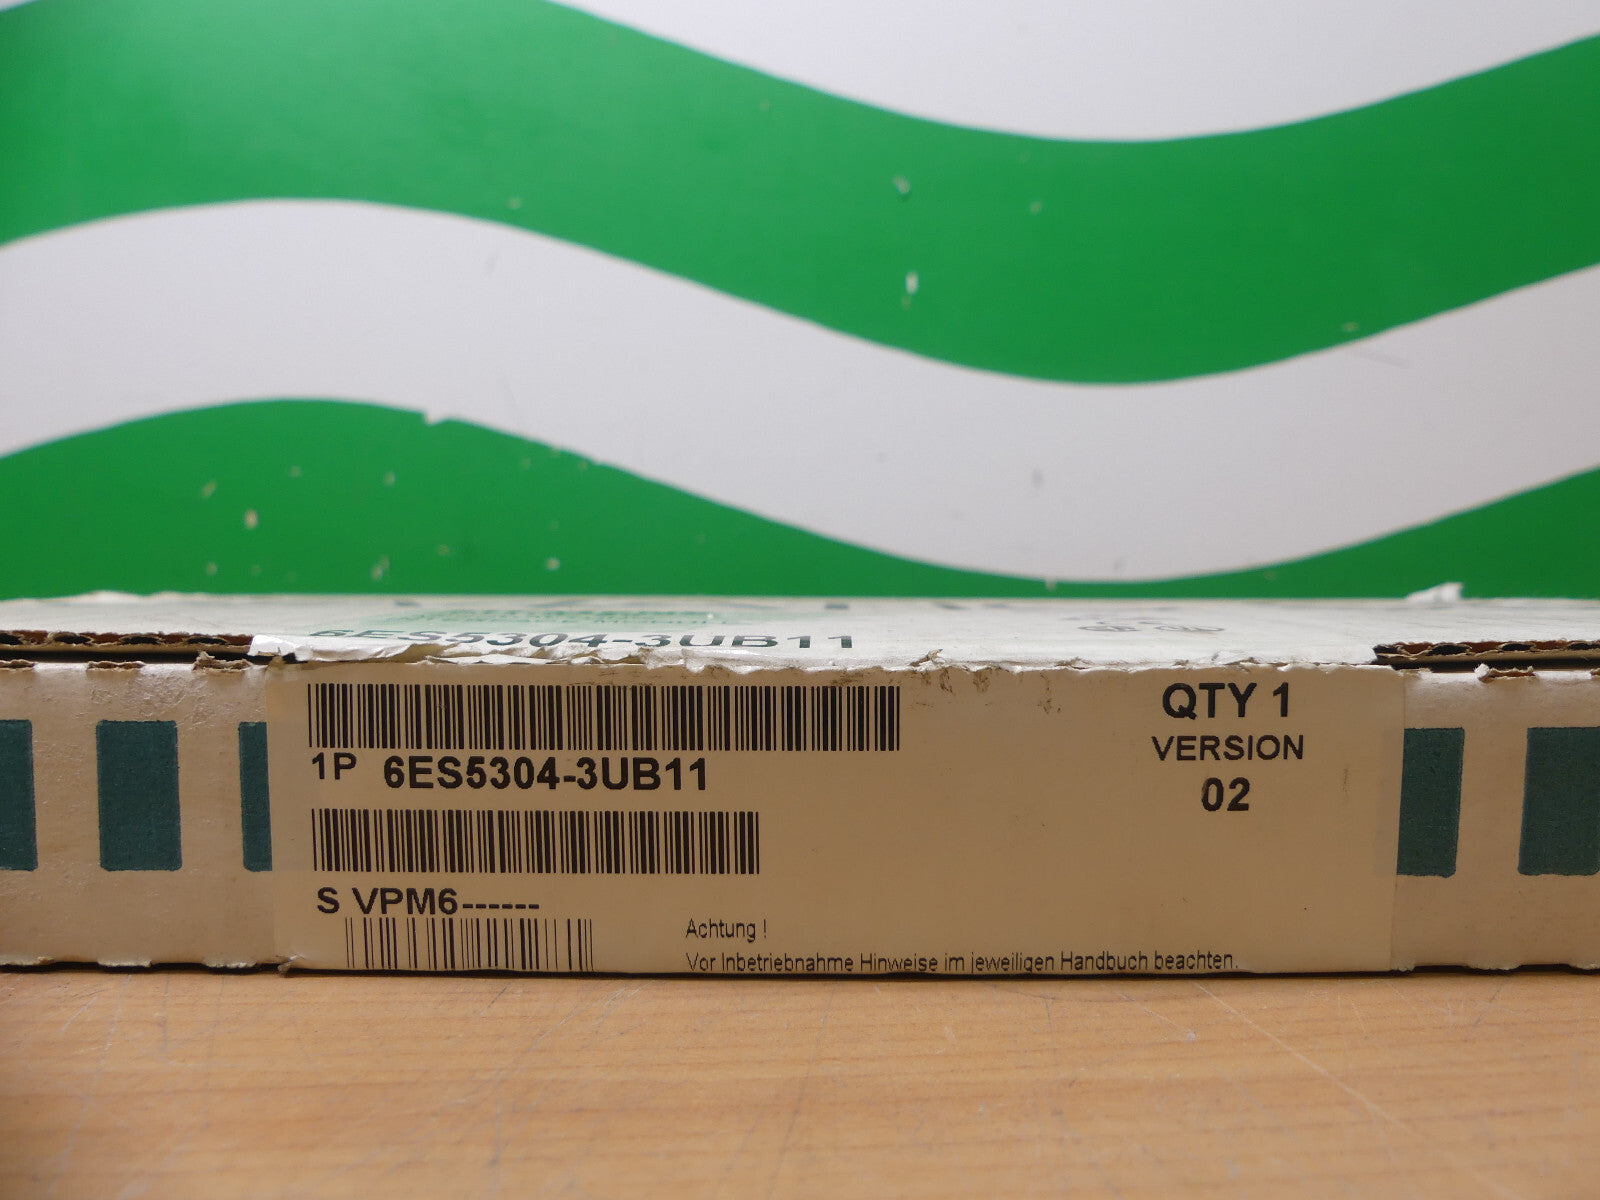 6ES5304-3UB11
1P 6ES5304-3UB11
QTY 1
VERSION
02
S VPM6------
Achtung !
Vor Inbetriebnahme Hinweise im jeweiligen Handbuch beachten.